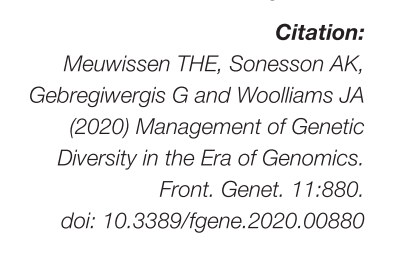 Citation:
Meuwissen THE, Sonesson AK,
Gebregiwergis G and Woolliams JA
(2020) Management of Genetic
Diversity in the Era of Genomics.
Front. Genet. 11:880.
doi: 10.3389/fgene.2020.00880